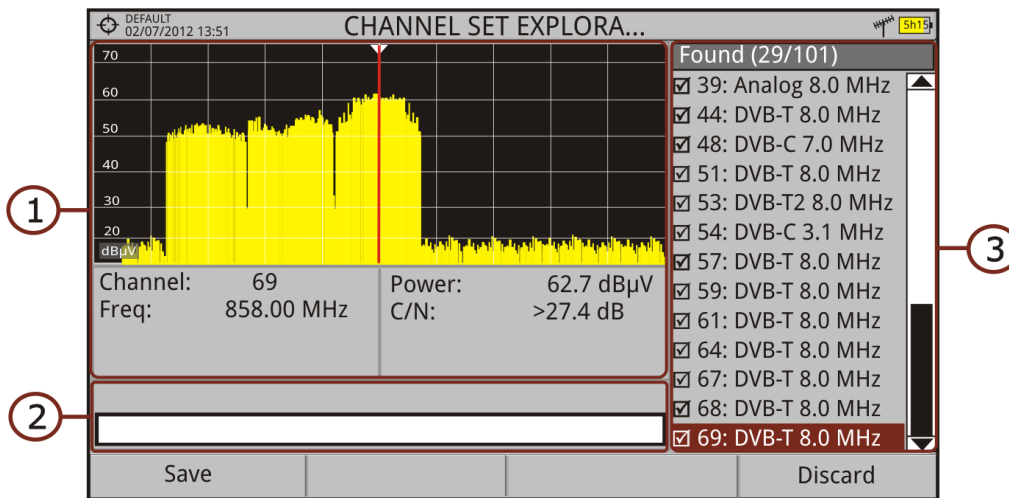 DEFAULT
02/07/2012 13:51
CHANNEL SET EXPLORA...
5h15
70
60
50
40
30
20
dBµV
Channel: 69
Freq: 858.00 MHz
Power: 62.7 dBµV
C/N: >27.4 dB
Found (29/101)
39: Analog 8.0 MHz
44: DVB-T 8.0 MHz
48: DVB-C 7.0 MHz
51: DVB-T 8.0 MHz
53: DVB-T2 8.0 MHz
54: DVB-C 3.1 MHz
57: DVB-T 8.0 MHz
59: DVB-T 8.0 MHz
61: DVB-T 8.0 MHz
64: DVB-T 8.0 MHz
67: DVB-T 8.0 MHz
68: DVB-T 8.0 MHz
69: DVB-T 8.0 MHz
Save
Discard
1
2
3